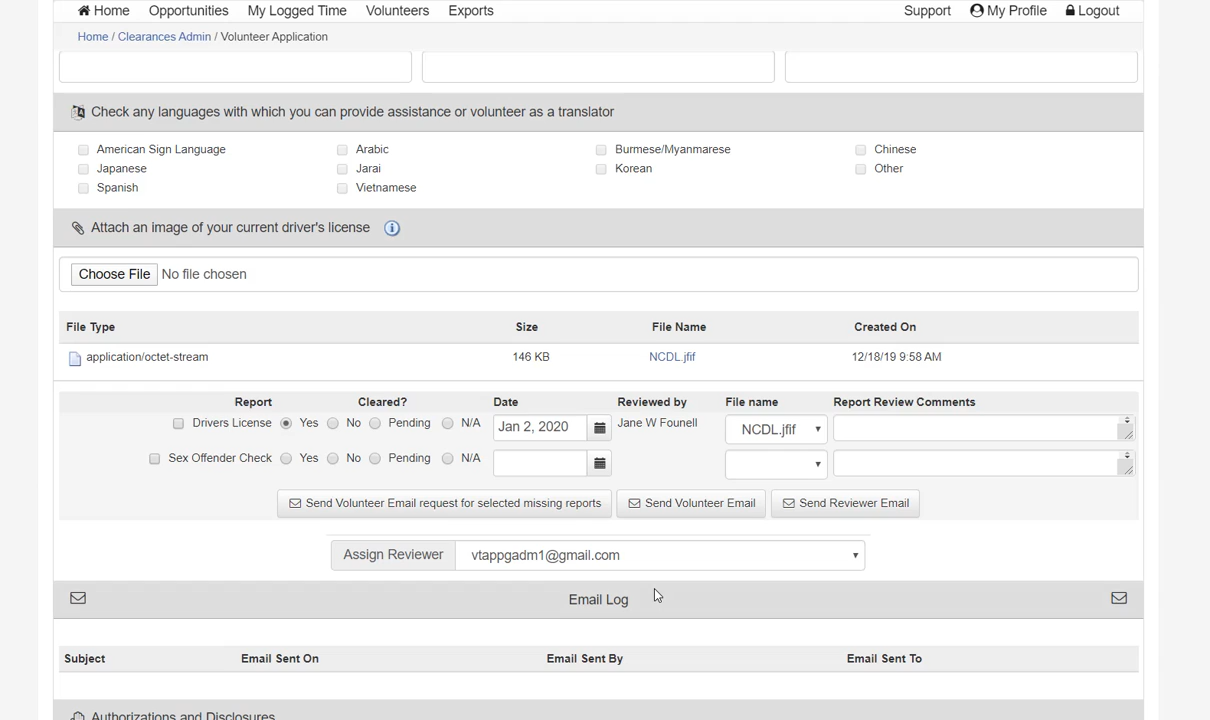 Home Opportunities My Logged Time Volunteers Exports Support My Profile Logout
Home / Clearances Admin / Volunteer Application
Check any languages with which you can provide assistance or volunteer as a translator
American Sign Language Arabic Burmese/Myanmarese Chinese
Japanese Jarai Korean Other
Spanish Vietnamese
Attach an image of your current driver's license
Choose File No file chosen
File Type Size File Name Created On
application/octet-stream 146 KB NCDL.jfif 12/18/19 9:58 AM
Report Cleared? Date Reviewed by File name Report Review Comments
Drivers License Yes No Pending N/A Jan 2, 2020 Jane W Founell NCDL.jfif
Sex Offender Check Yes No Pending N/A
Send Volunteer Email request for selected missing reports Send Volunteer Email Send Reviewer Email
Assign Reviewer vtappgadm1@gmail.com
Email Log
Subject Email Sent On Email Sent By Email Sent To
Authorizations and Disclosures